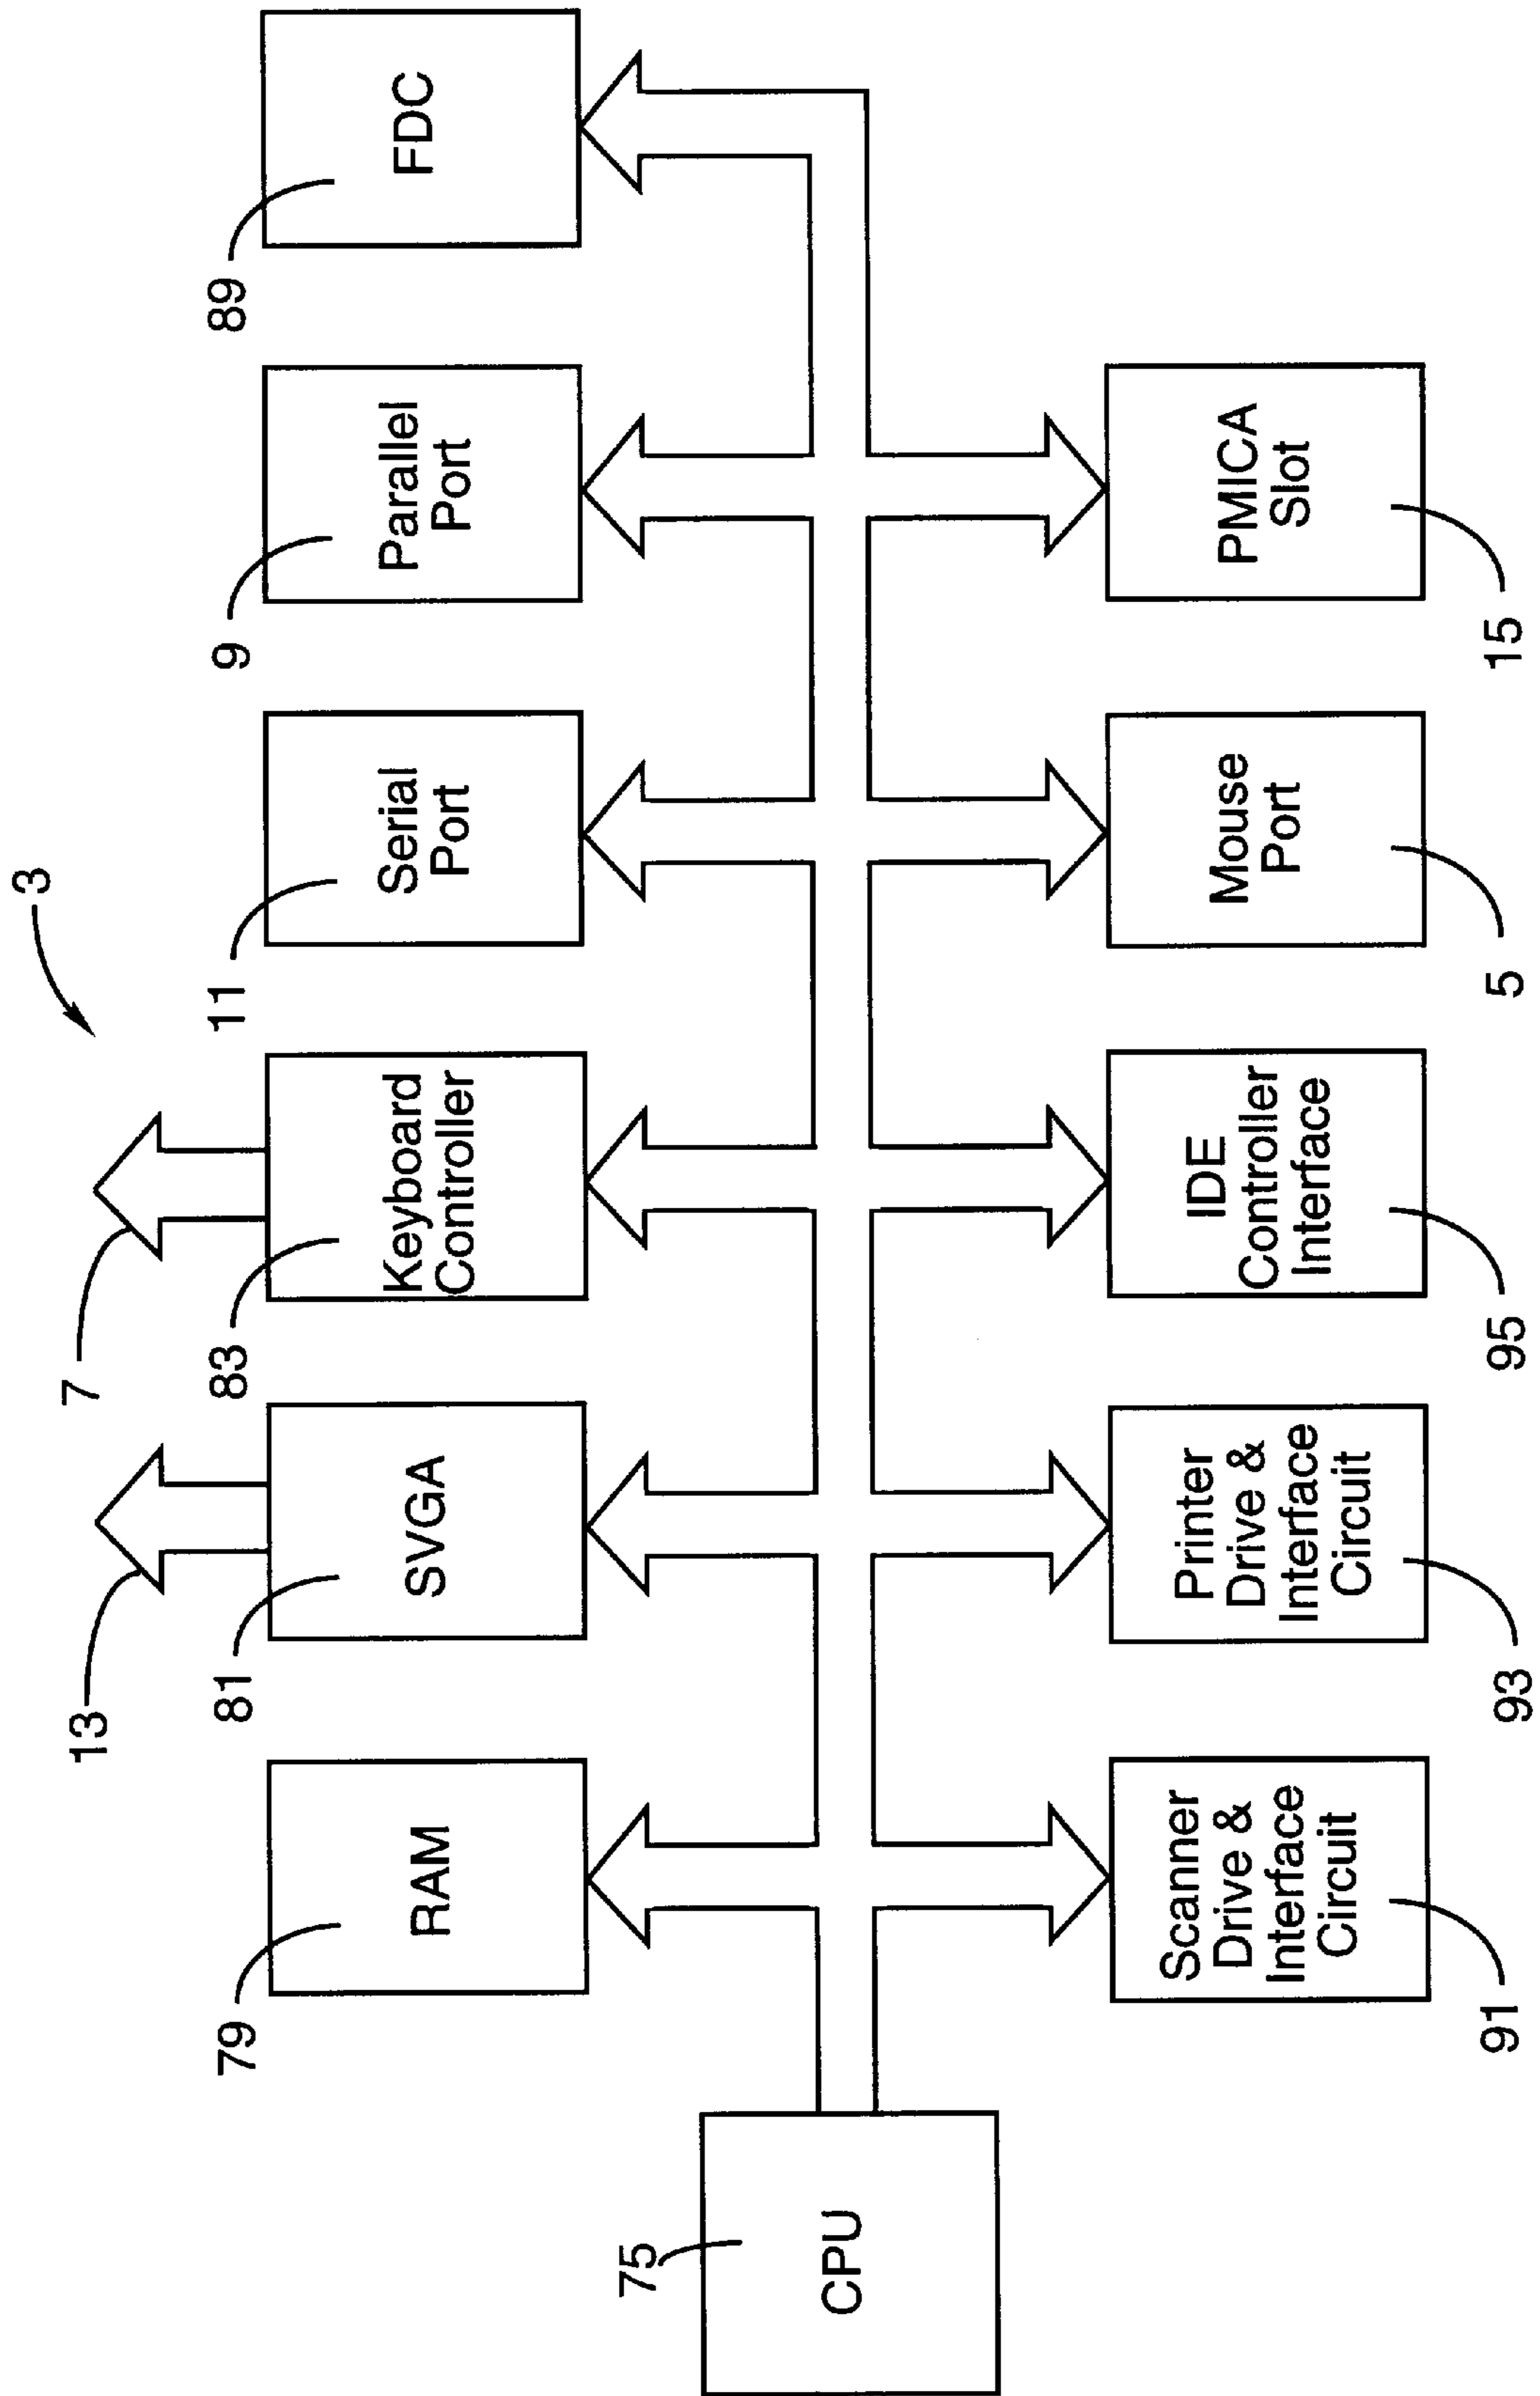 3
13
7
81
83
79
11
9
89
RAM
SVGA
Keyboard
Controller
Serial
Port
Parallel
Port
FDC
75
CPU
Scanner
Drive &
Interface
Circuit
Printer
Drive &
Interface
Circuit
IDE
Controller
Interface
Mouse
Port
PMICA
Slot
91
93
95
5
15